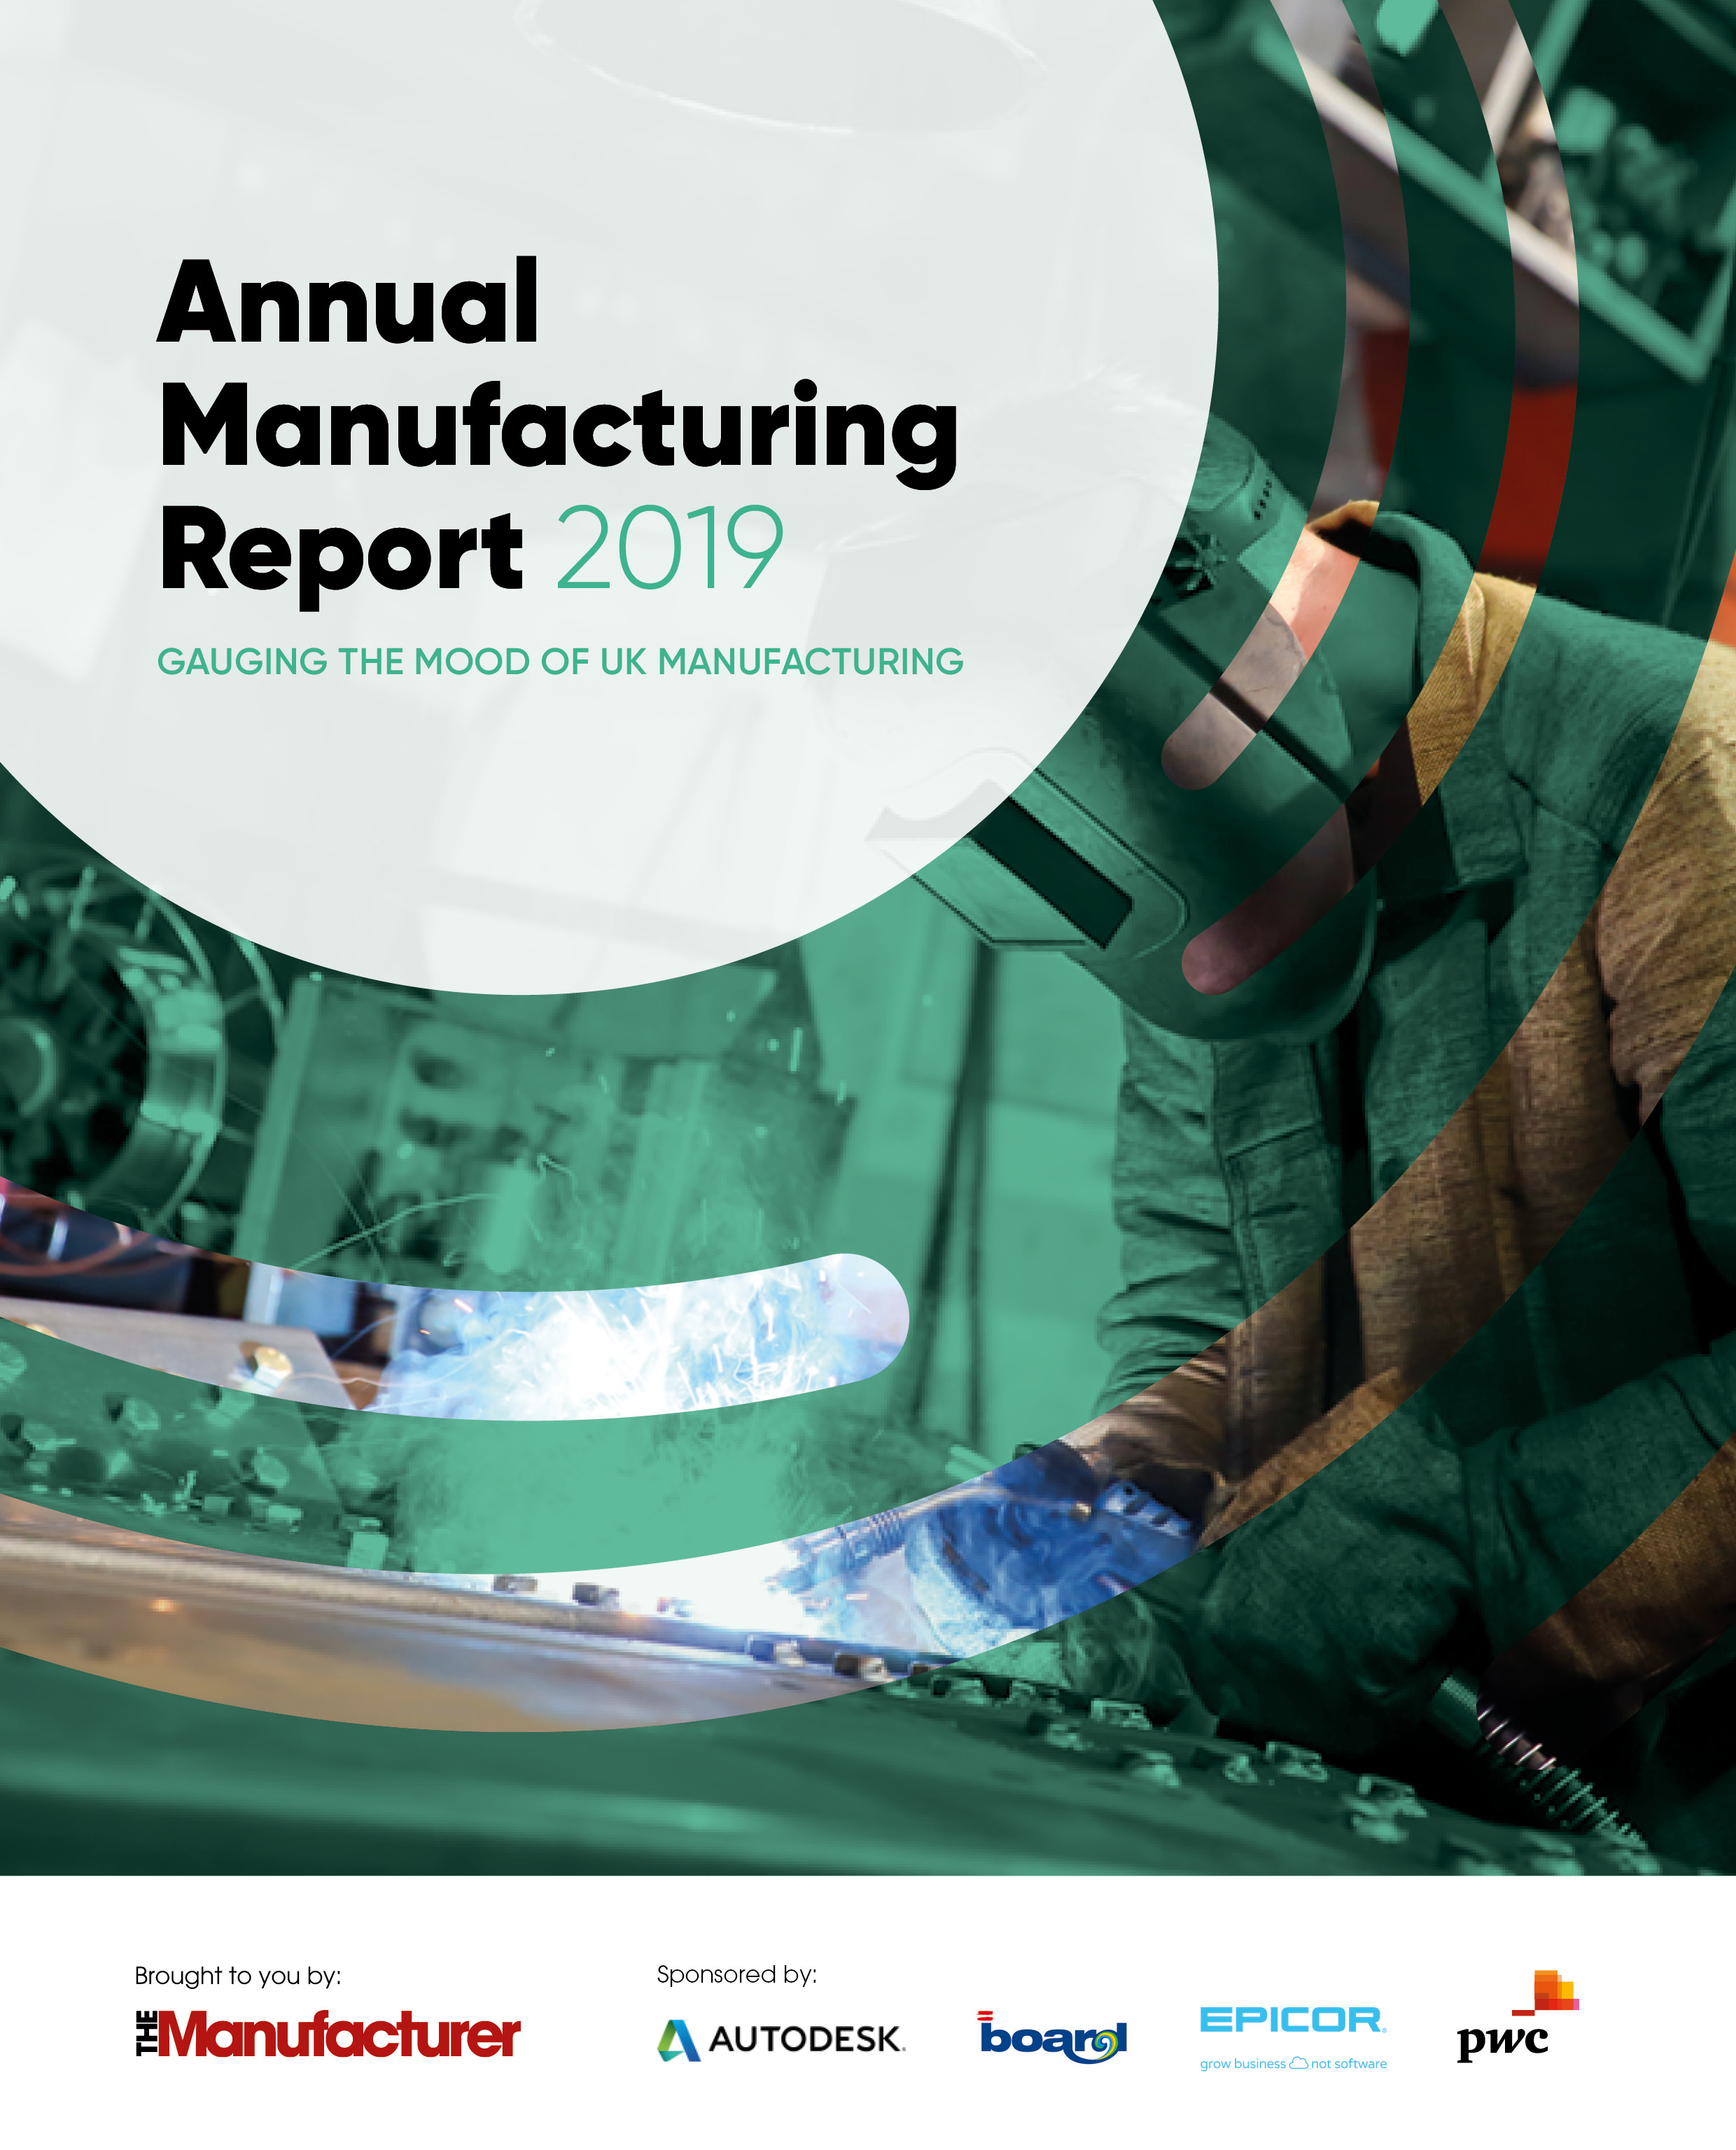 Annual
Manufacturing
Report 2019
GAUGING THE MOOD OF UK MANUFACTURING
Brought to you by:
THE Manufacturer
Sponsored by:
AUTODESK.
board
EPICOR
grow business not software
pwc